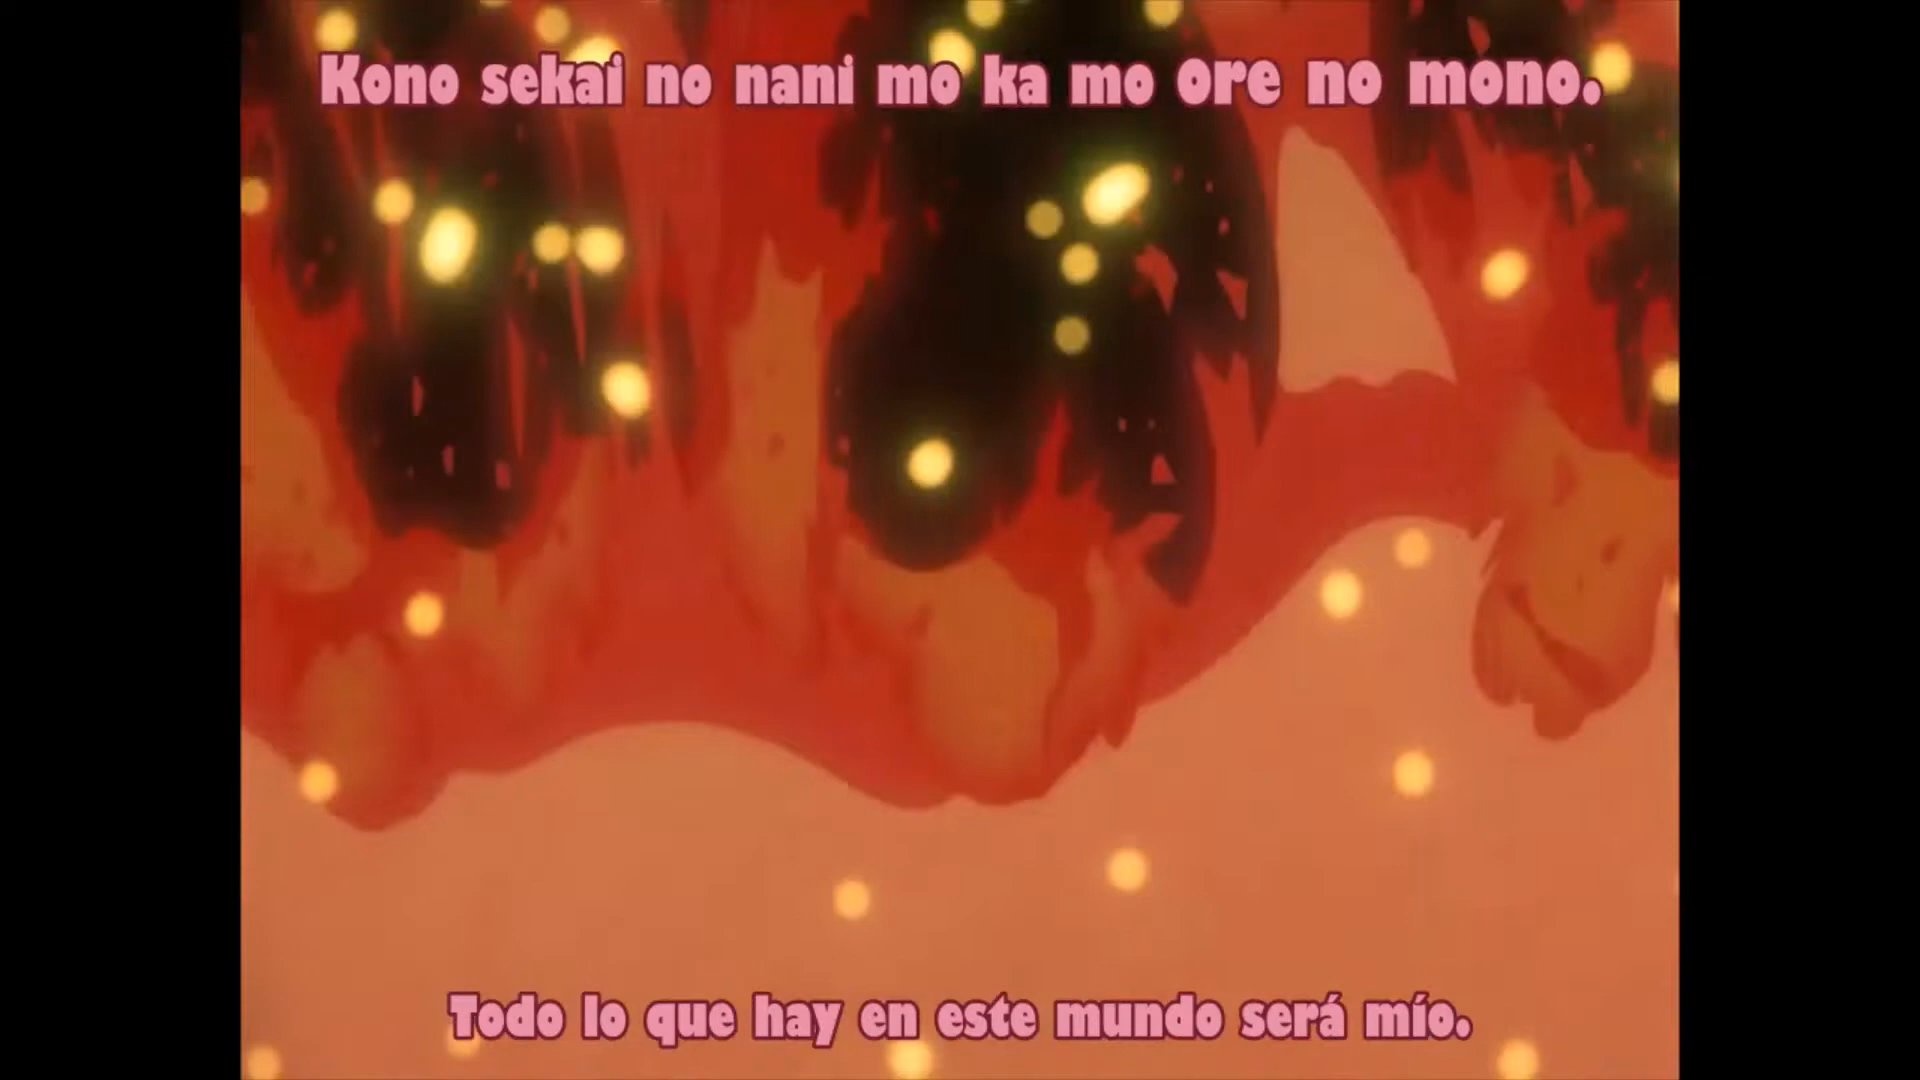 Kono sekai no nani mo ka mo ore no mono.
Todo lo que hay en este mundo será mío.